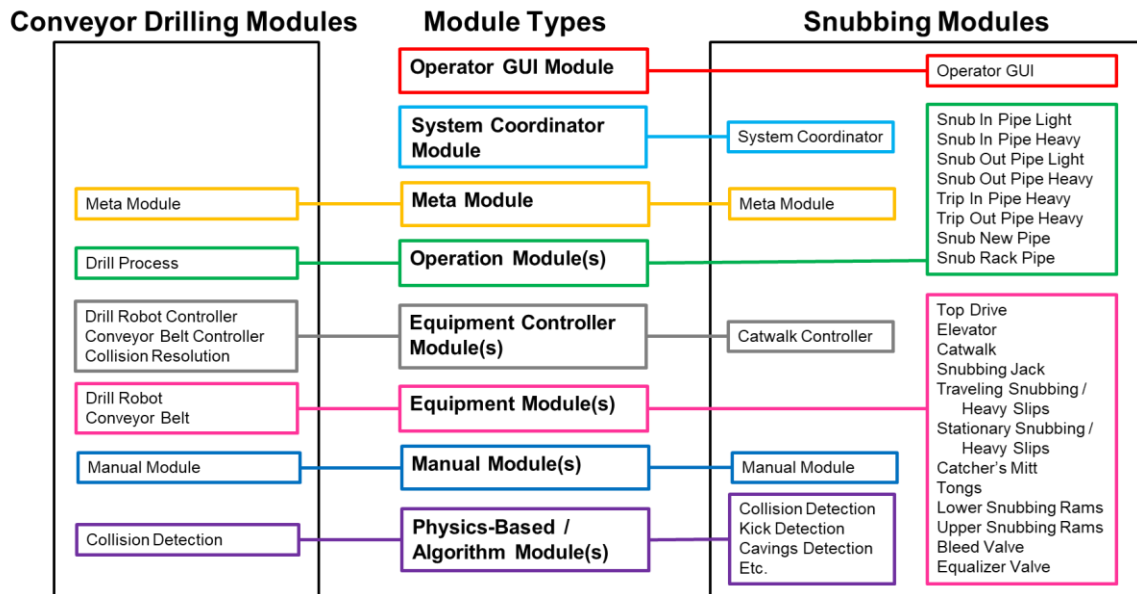 Conveyor Drilling Modules
Module Types
Snubbing Modules
Operator GUI Module
Operator GUI
System Coordinator
Module
System Coordinator
Snub In Pipe Light
Snub In Pipe Heavy
Snub Out Pipe Light
Snub Out Pipe Heavy
Trip In Pipe Heavy
Trip Out Pipe Heavy
Snub New Pipe
Snub Rack Pipe
Meta Module
Meta Module
Meta Module
Drill Process
Operation Module(s)
Drill Robot Controller
Conveyor Belt Controller
Collision Resolution
Equipment Controller
Module(s)
Catwalk Controller
Drill Robot
Conveyor Belt
Equipment Module(s)
Top Drive
Elevator
Catwalk
Snubbing Jack
Traveling Snubbing /
Heavy Slips
Stationary Snubbing /
Heavy Slips
Catcher's Mitt
Tongs
Lower Snubbing Rams
Upper Snubbing Rams
Bleed Valve
Equalizer Valve
Manual Module
Manual Module(s)
Manual Module
Collision Detection
Physics-Based /
Algorithm Module(s)
Collision Detection
Kick Detection
Cavings Detection
Etc.